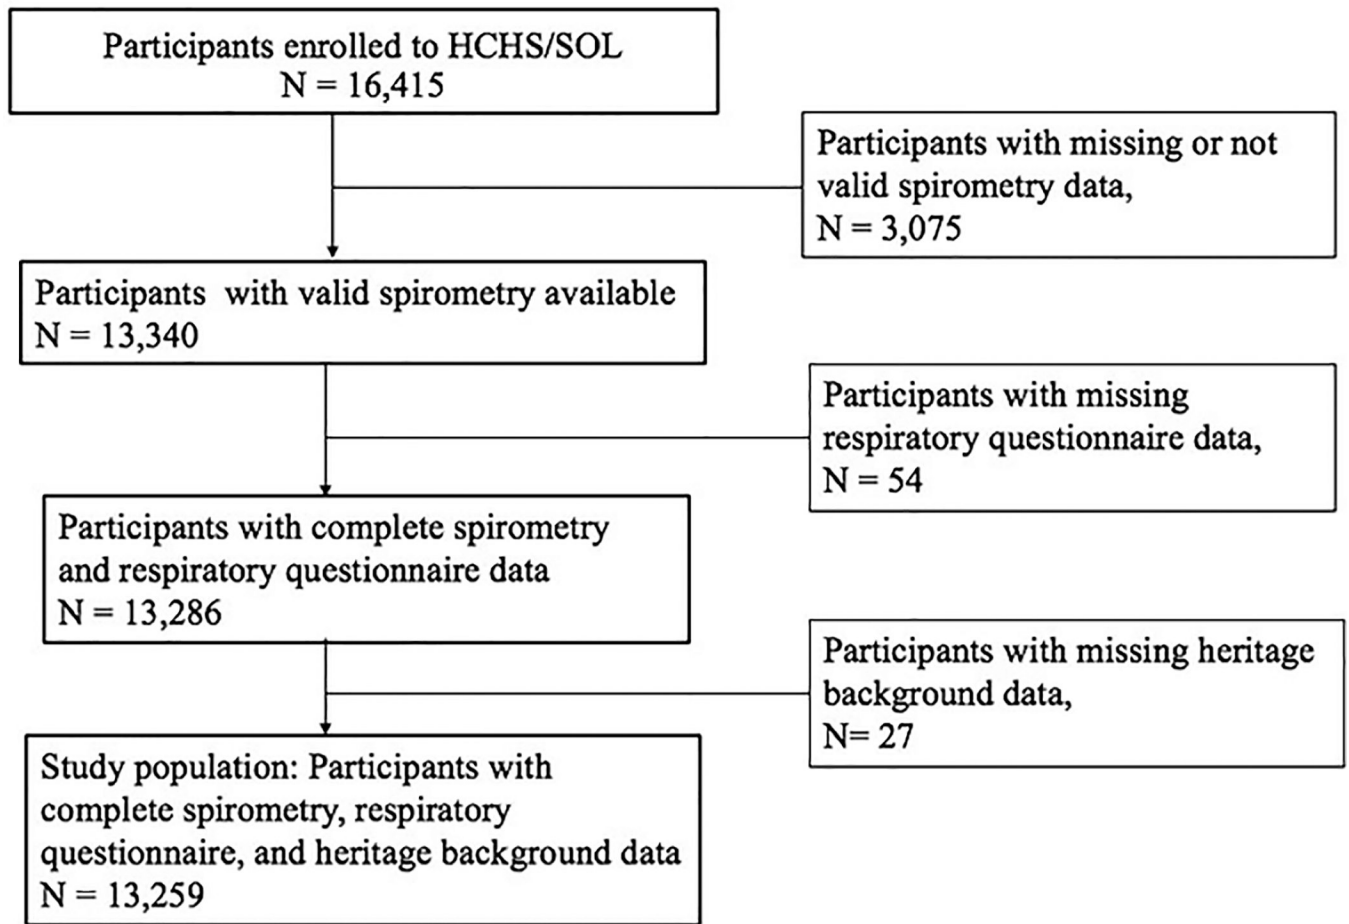 Participants enrolled to HCHS/SOL
N = 16,415
Participants with missing or not
valid spirometry data,
N = 3,075
Participants with valid spirometry available
N = 13,340
Participants with missing
respiratory questionnaire data,
N = 54
Participants with complete spirometry
and respiratory questionnaire data
N = 13,286
Participants with missing heritage
background data,
N= 27
Study population: Participants with
complete spirometry, respiratory
questionnaire, and heritage background data
N = 13,259